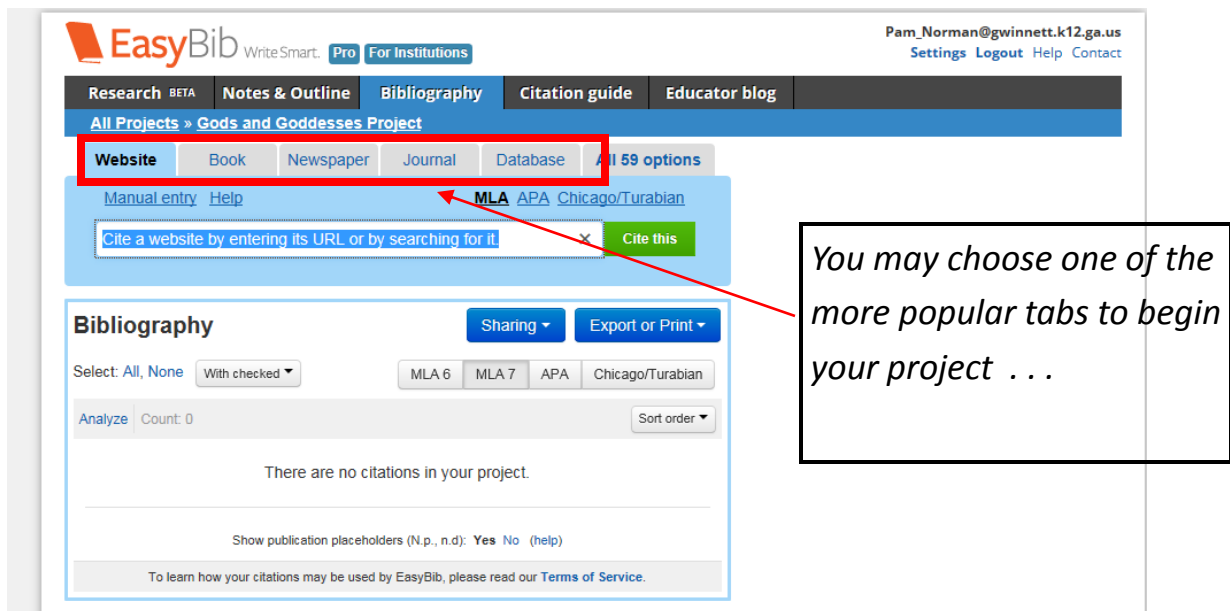 EasyBib Write Smart. Pro For Institutions
Pam_Norman@gwinnett.k12.ga.us
Settings Logout Help Contact
Research BETA Notes & Outline Bibliography Citation guide Educator blog
All Projects » Gods and Goddesses Project
Website Book Newspaper Journal Database All 59 options
Manual entry Help MLA APA Chicago/Turabian
Cite a website by entering its URL or by searching for it. × Cite this
You may choose one of the
more popular tabs to begin
your project . . .
Bibliography Sharing Export or Print
Select: All, None With checked MLA 6 MLA 7 APA Chicago/Turabian
Analyze Count: 0 Sort order
There are no citations in your project.
Show publication placeholders (N.p., n.d): Yes No (help)
To learn how your citations may be used by EasyBib, please read our Terms of Service.